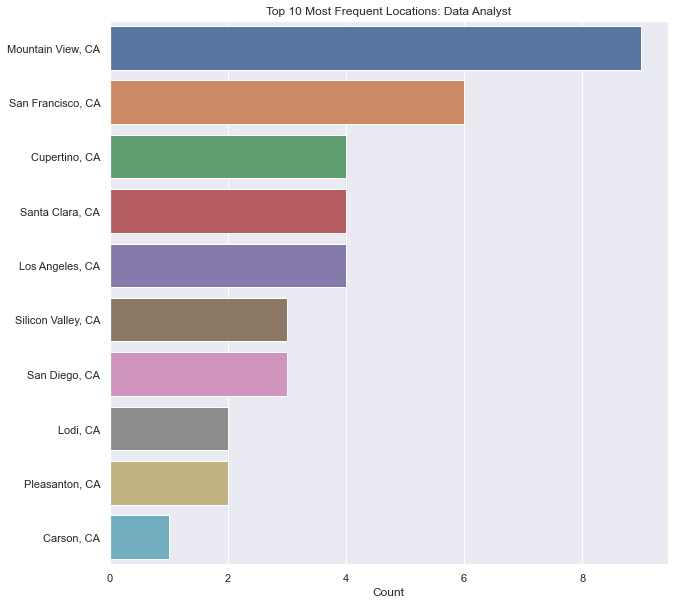 Top 10 Most Frequent Locations: Data Analyst
Mountain View, CA
San Francisco, CA
Cupertino, CA
Santa Clara, CA
Los Angeles, CA
Silicon Valley, CA
San Diego, CA
Lodi, CA
Pleasanton, CA
Carson, CA
0 2 4 6 8
Count